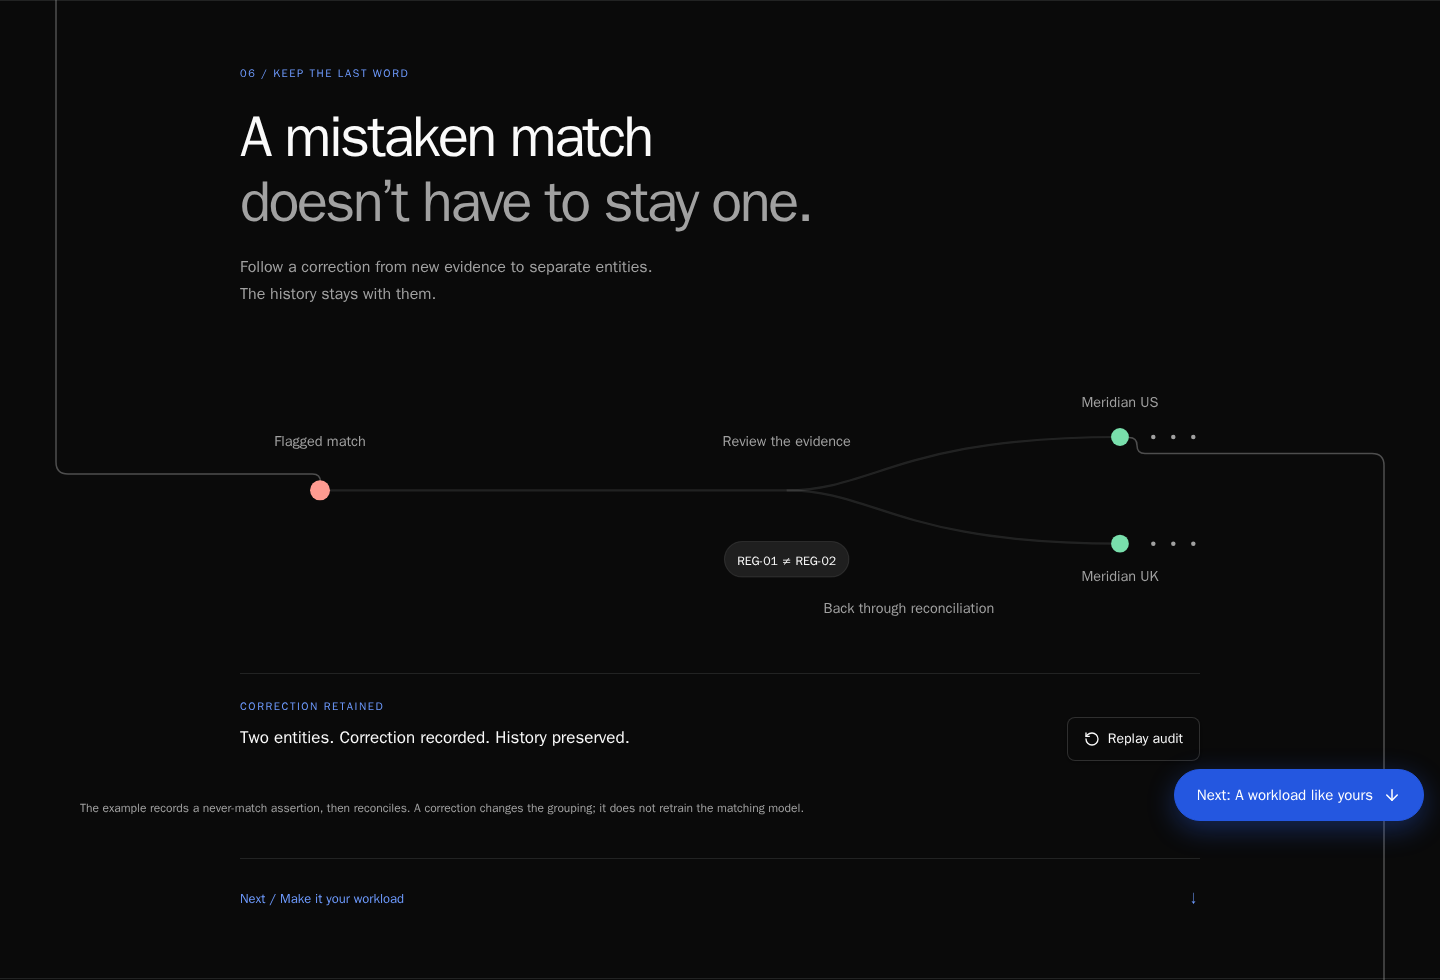 06 / KEEP THE LAST WORD
A mistaken match
doesn’t have to stay one.
Follow a correction from new evidence to separate entities.
The history stays with them.
Meridian US
Flagged match
Review the evidence
REG-01 ≠ REG-02
Meridian UK
Back through reconciliation
CORRECTION RETAINED
Two entities. Correction recorded. History preserved.
Replay audit
Next: A workload like yours ↓
The example records a never-match assertion, then reconciles. A correction changes the grouping; it does not retrain the matching model.
Next / Make it your workload ↓